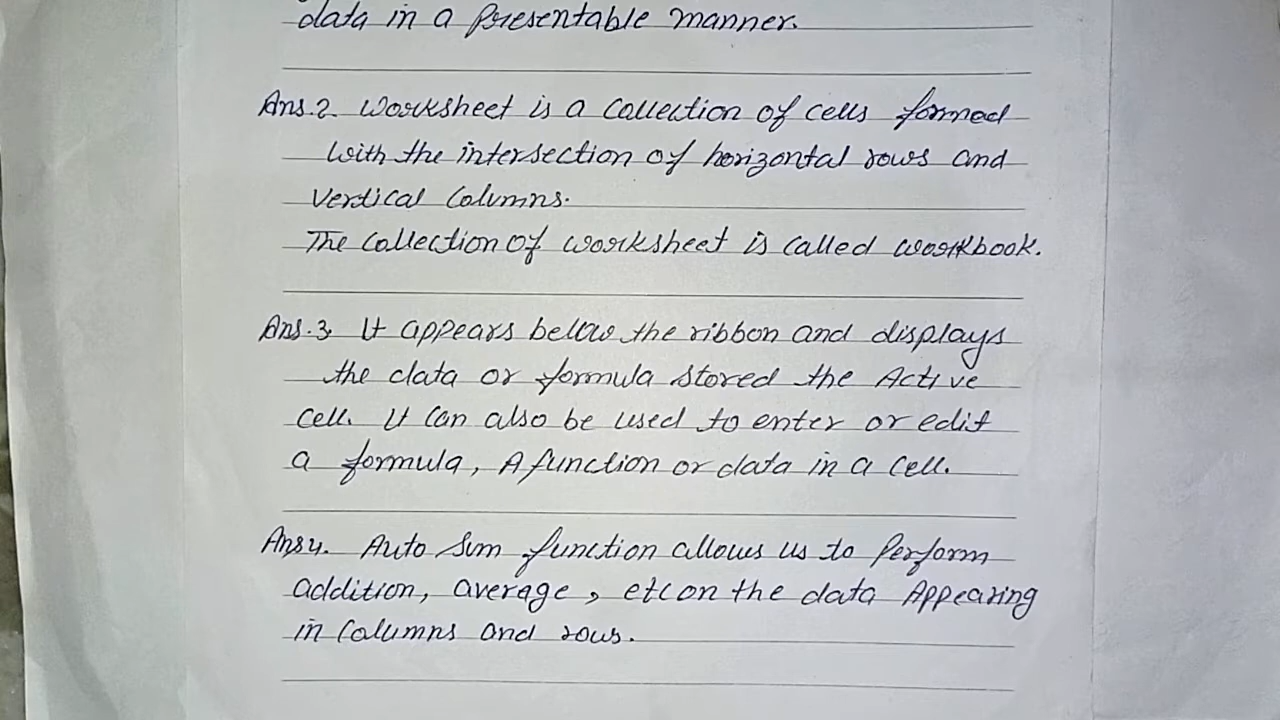 data in a Presentable manner.
Ans.2. Worksheet is a Collection of cells formed
With the intersection of horizontal rows and
Vertical Columns.
The Collection of worksheet is called workbook.
Ans.3. It appears below the ribbon and displays
the data or formula stored the Active
cell. It can also be used to enter or edit
a formula, A function or data in a cell.
Ans4. Auto Sum function allows us to Perform
addition, average, etc on the data Appearing
in Columns and rows.